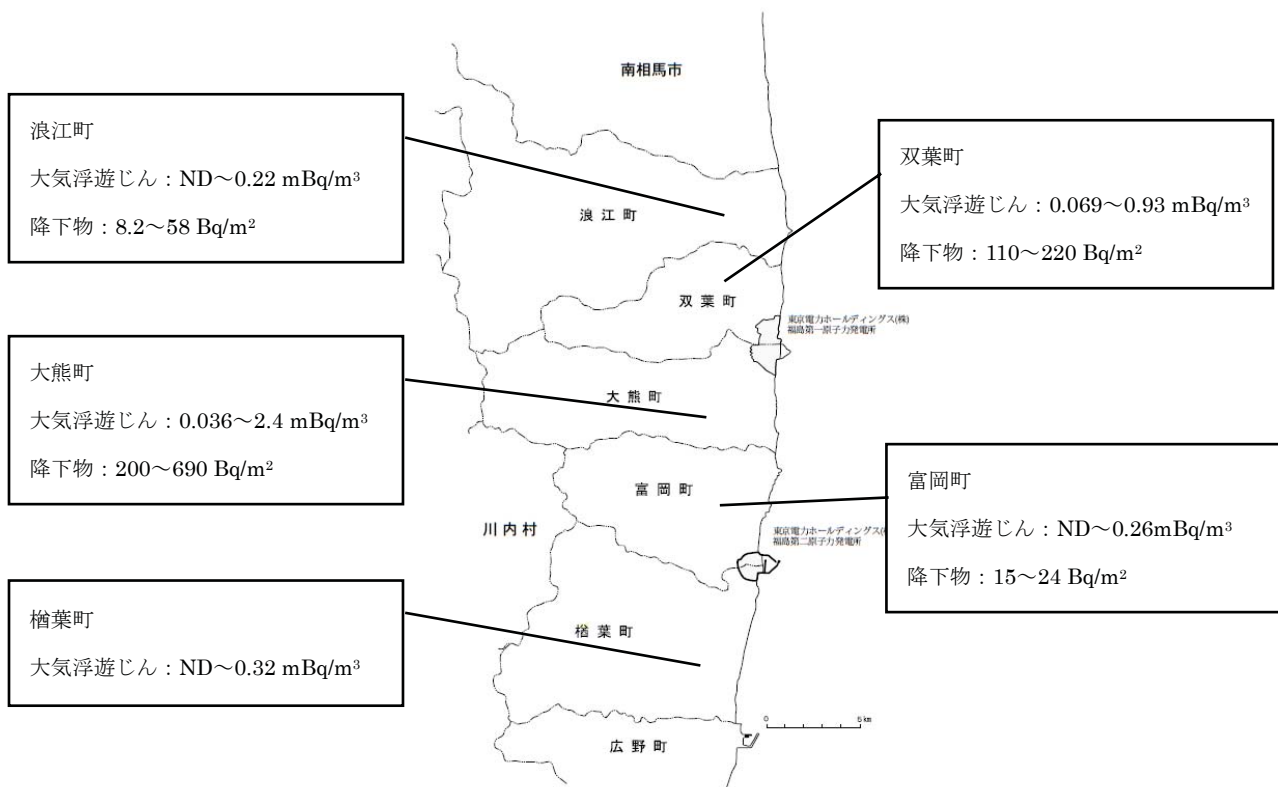 南相馬市
浪江町
大気浮遊じん：ND～0.22 mBq/m³
降下物：8.2～58 Bq/m²
双葉町
大気浮遊じん：0.069～0.93 mBq/m³
降下物：110～220 Bq/m²
浪江町
双葉町
東京電力ホールディングス(株)
福島第一原子力発電所
大熊町
大気浮遊じん：0.036～2.4 mBq/m³
降下物：200～690 Bq/m²
大熊町
富岡町
大気浮遊じん：ND～0.26mBq/m³
降下物：15～24 Bq/m²
富岡町
川内村
東京電力ホールディングス(
福島第二原子力発電所
楢葉町
大気浮遊じん：ND～0.32 mBq/m³
楢葉町
0 5km
広野町